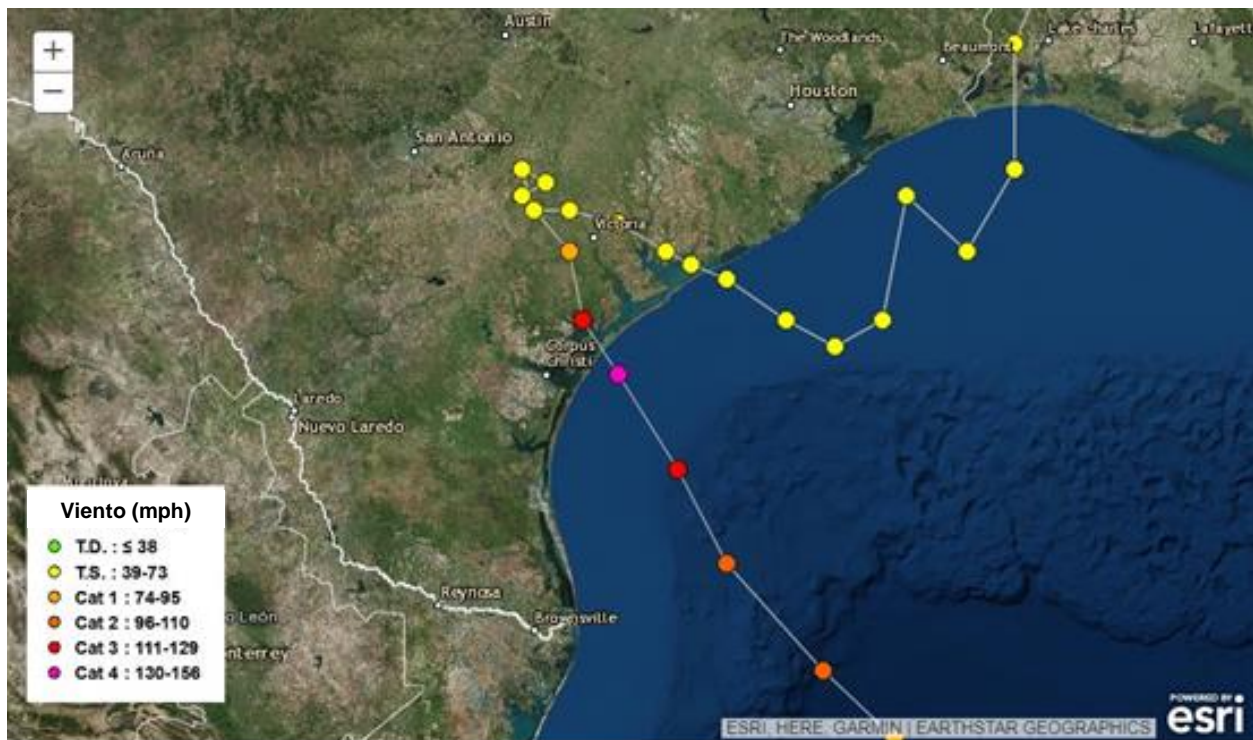 +
−
Austin
The Woodlands
Beaumont
Lake Charles
Lafayett
Houston
San Antonio
Acuña
Victoria
Corpus
Christi
Laredo
Nuevo Laredo
Reynosa
Brownsville
o León
onterrey
Viento (mph)
T.D. : ≤ 38
T.S. : 39-73
Cat 1 : 74-95
Cat 2 : 96-110
Cat 3 : 111-129
Cat 4 : 130-156
ESRI, HERE, GARMIN | EARTHSTAR GEOGRAPHICS
POWERED BY
esri